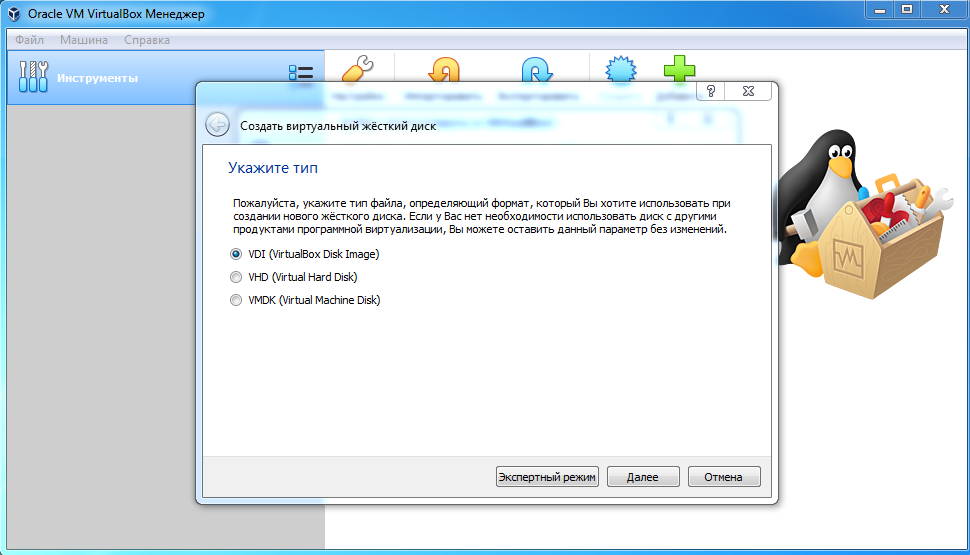 Oracle VM VirtualBox Менеджер
Файл Машина Справка
Инструменты
Создать виртуальный жёсткий диск
Укажите тип
Пожалуйста, укажите тип файла, определяющий формат, который Вы хотите использовать при
создании нового жёсткого диска. Если у Вас нет необходимости использовать диск с другими
продуктами программной виртуализации, Вы можете оставить данный параметр без изменений.
VDI (VirtualBox Disk Image)
VHD (Virtual Hard Disk)
VMDK (Virtual Machine Disk)
Экспертный режим Далее Отмена